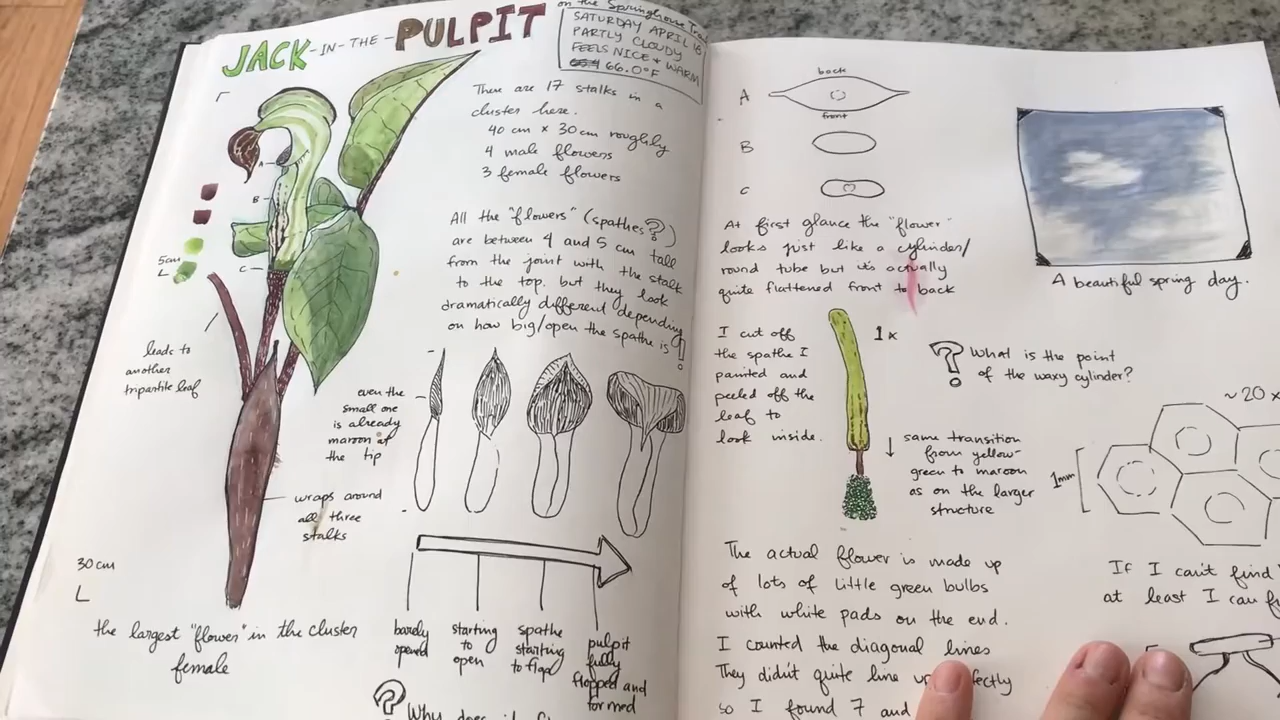 JACK-IN-THE-PULPIT
on the Springhouse
SATURDAY APRIL
PARTLY CLOUDY
FEELS NICE & WARM
66.0°F
There are 17 stalks in a
cluster here.
40 cm x 30 cm roughly
4 male flowers
3 female flowers
A
B
C
5cm
All the "flowers" (spathes?)
are between 4 and 5 cm tall
from the joint with the stalk
to the top. but they look
dramatically different depending
on how big/open the spathe is!
leads to
another
tripartite leaf
even the
small one
is already
maroon at
the tip
wraps around
all three
stalks
30cm
the largest "flower" in the cluster
female
barely
opened
starting
to
open
spathe
starting
to flop
pulpit
fully
flopped and
formed
? Why does it
A
back
front
B
C
At first glance the "flower"
looks just like a cylinder/
round tube but it's actually
quite flattened front to back
A beautiful spring day.
I cut off
the spathe I
painted and
peeled off the
leaf to
look inside.
1x
? What is the point
of the waxy cylinder?
same transition
from yellow-
green to maroon
as on the larger
structure
~20x
1mm
The actual flower is made up
of lots of little green bulbs
with white pads on the end.
I counted the diagonal lines
They didn't quite line up
so I found 7 and
If I can't find
at least I can